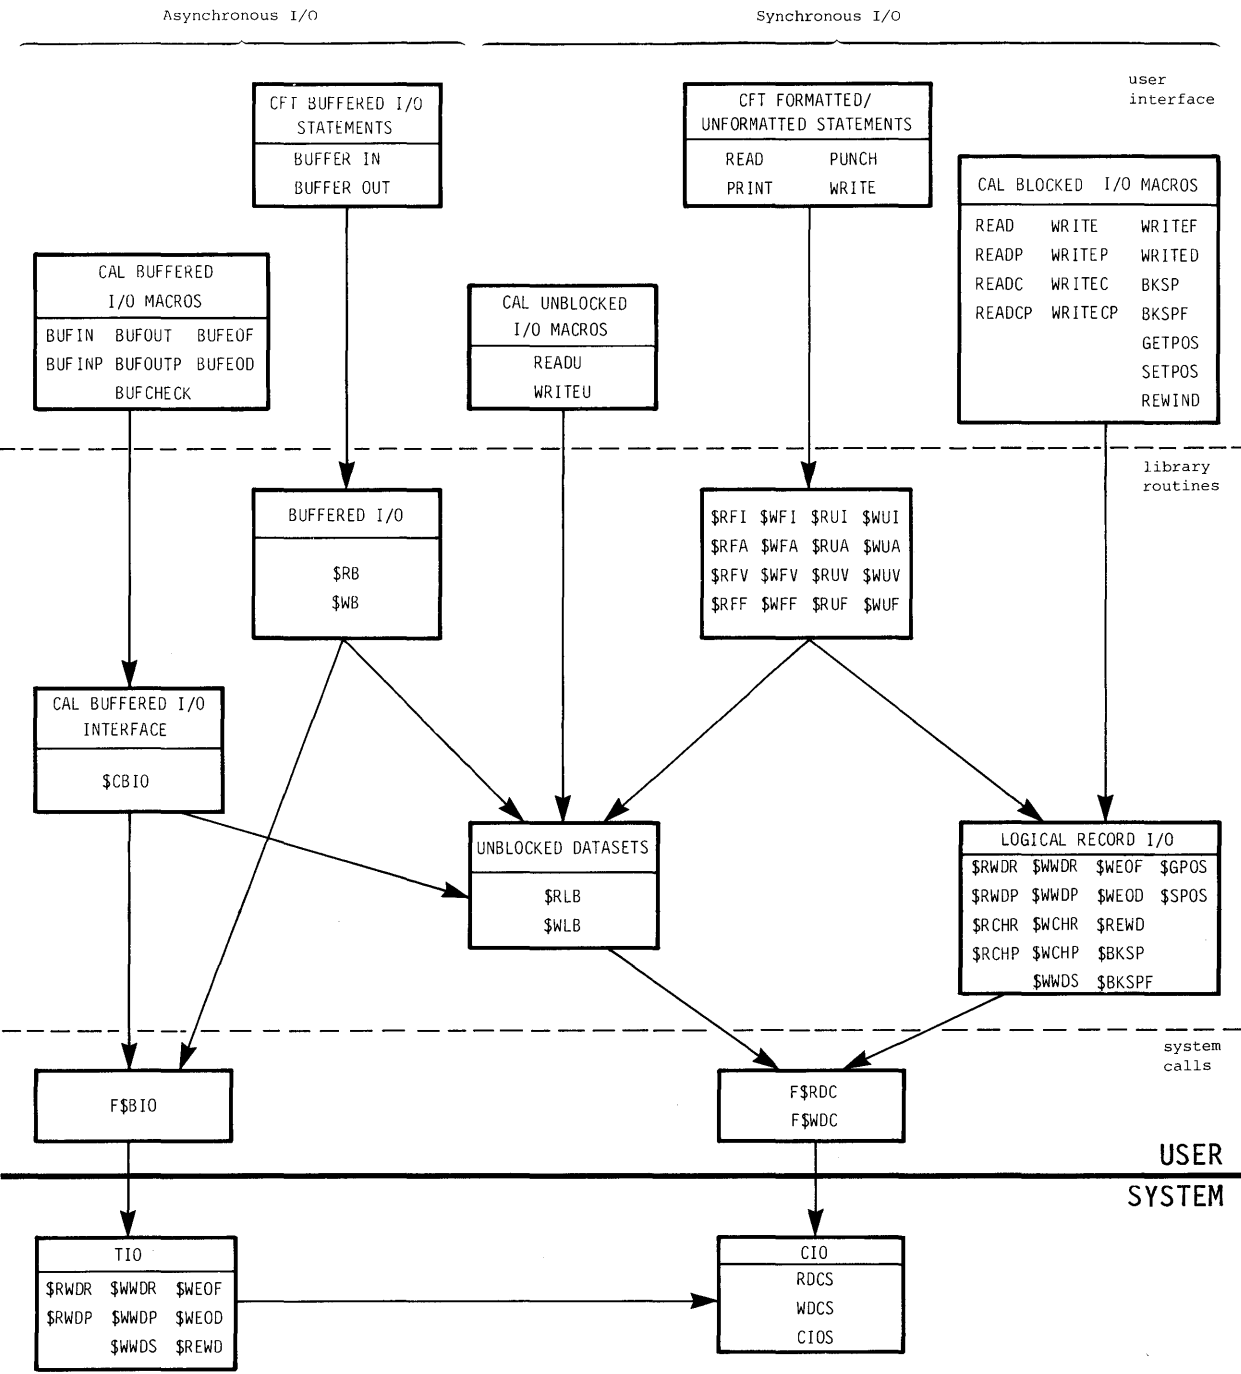 Asynchronous I/O
Synchronous I/O
user
interface
CFT BUFFERED I/O
STATEMENTS
BUFFER IN
BUFFER OUT
CFT FORMATTED/
UNFORMATTED STATEMENTS
READ PUNCH
PRINT WRITE
CAL BLOCKED I/O MACROS
READ WRITE WRITEF
READP WRITEP WRITED
READC WRITEC BKSP
READCP WRITECP BKSPF
GETPOS
SETPOS
REWIND
CAL BUFFERED
I/O MACROS
BUFIN BUFOUT BUFEOF
BUFINP BUFOUTP BUFEOD
BUFCHECK
CAL UNBLOCKED
I/O MACROS
READU
WRITEU
library
routines
BUFFERED I/O
$RB
$WB
$RFI $WFI $RUI $WUI
$RFA $WFA $RUA $WUA
$RFV $WFV $RUV $WUV
$RFF $WFF $RUF $WUF
CAL BUFFERED I/O
INTERFACE
$CBIO
UNBLOCKED DATASETS
$RLB
$WLB
LOGICAL RECORD I/O
$RWDR $WWDR $WEOF $GPOS
$RWDP $WWDP $WEOD $SPOS
$RCHR $WCHR $REWD
$RCHP $WCHP $BKSP
$WWDS $BKSPF
system
calls
F$BIO
F$RDC
F$WDC
USER
SYSTEM
TIO
$RWDR $WWDR $WEOF
$RWDP $WWDP $WEOD
$WWDS $REWD
CIO
RDCS
WDCS
CIOS